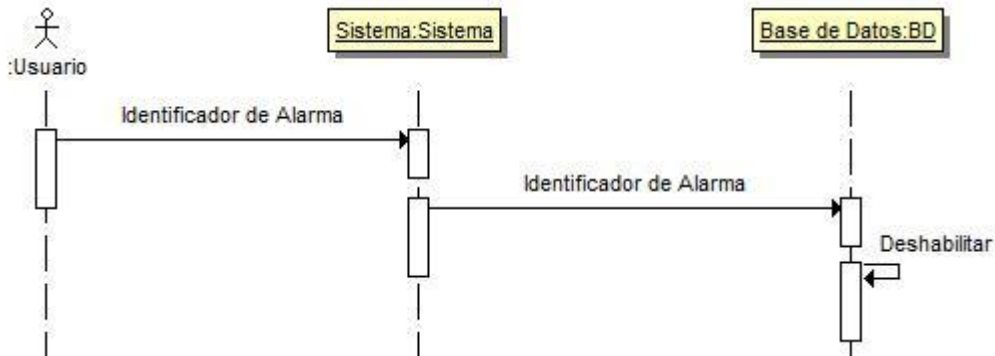 Sistema:Sistema
Base de Datos:BD
:Usuario
Identificador de Alarma
Identificador de Alarma
Deshabilitar